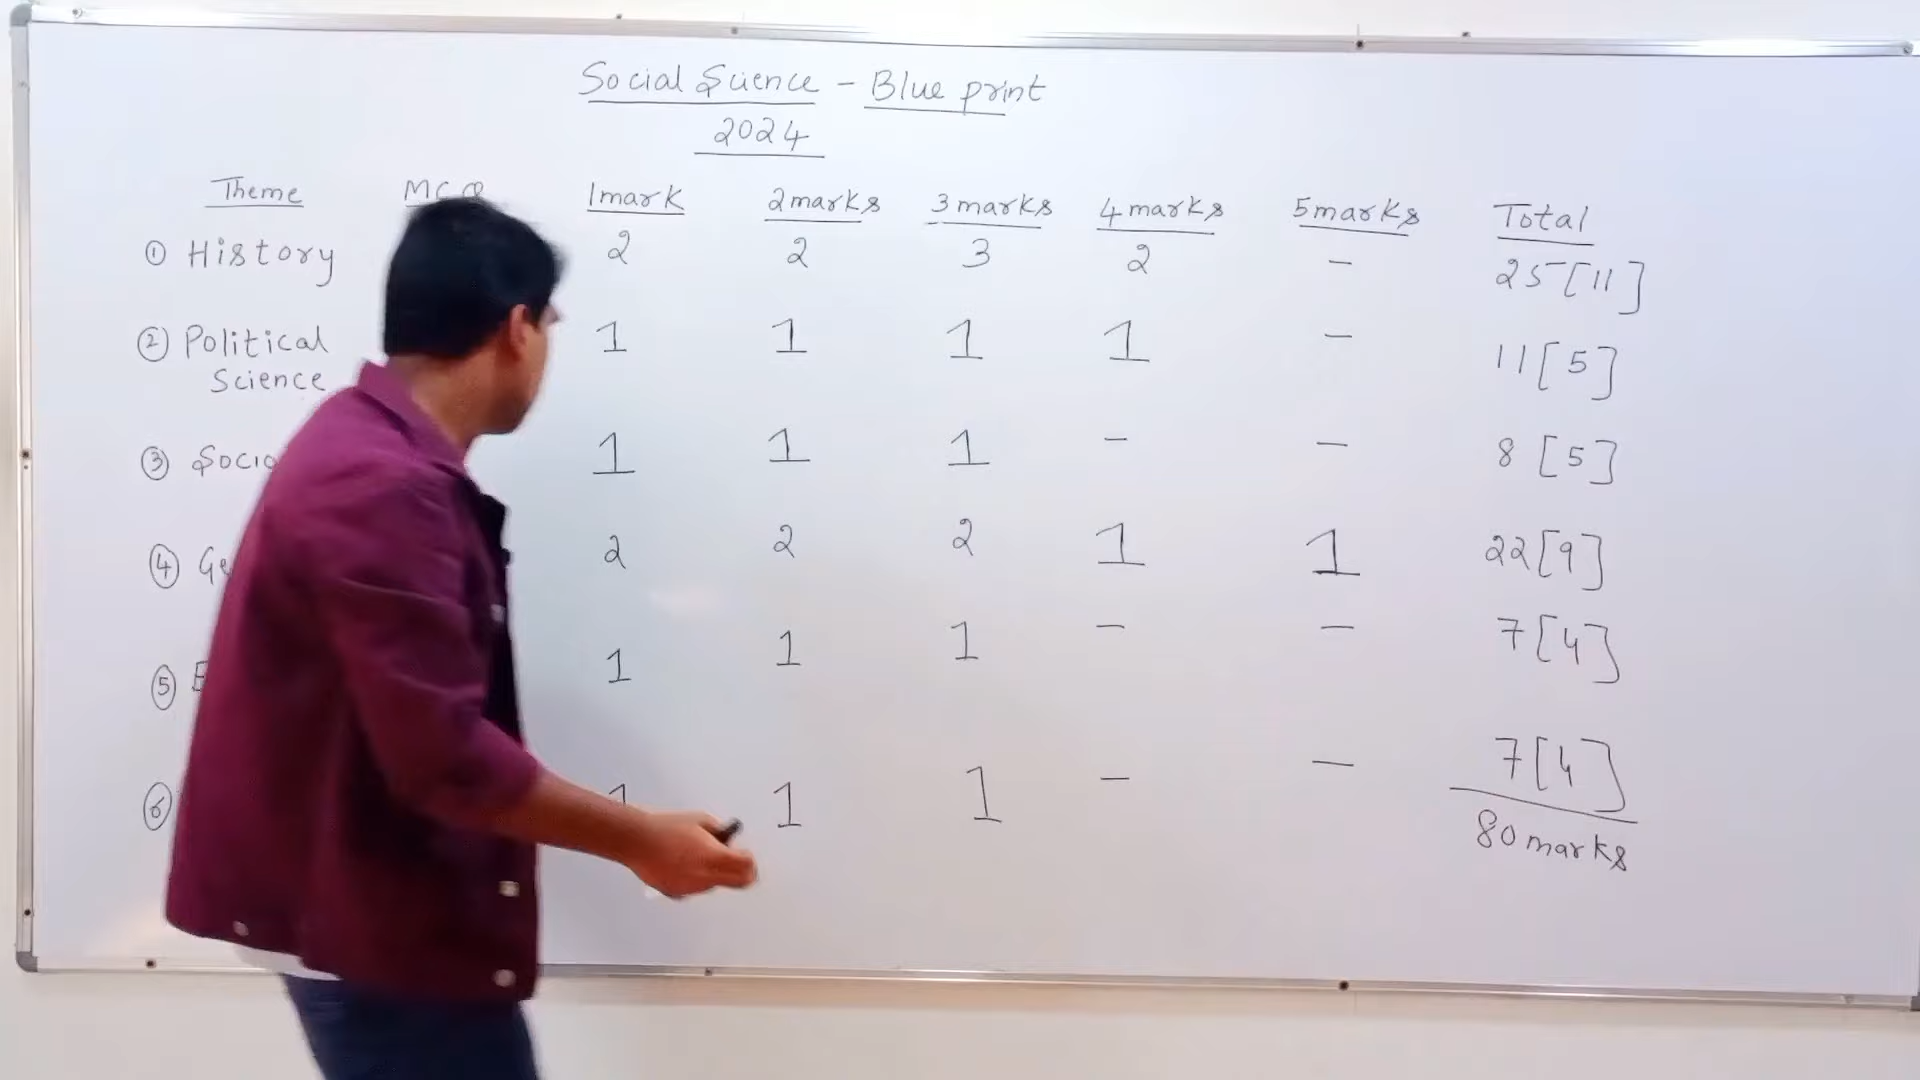 Social Science - Blue print
2024
Theme MCQ 1mark 2marks 3marks 4marks 5marks Total
① History 2 2 3 2 - 25 [11]
② Political 1 1 1 1 - 11 [5]
Science
③ 1 1 1 - - 8 [5]
④ 2 2 2 1 1 22 [9]
⑤ 1 1 1 - - 7 [4]
⑥ 1 1 1 - - 7 [4]
80 marks